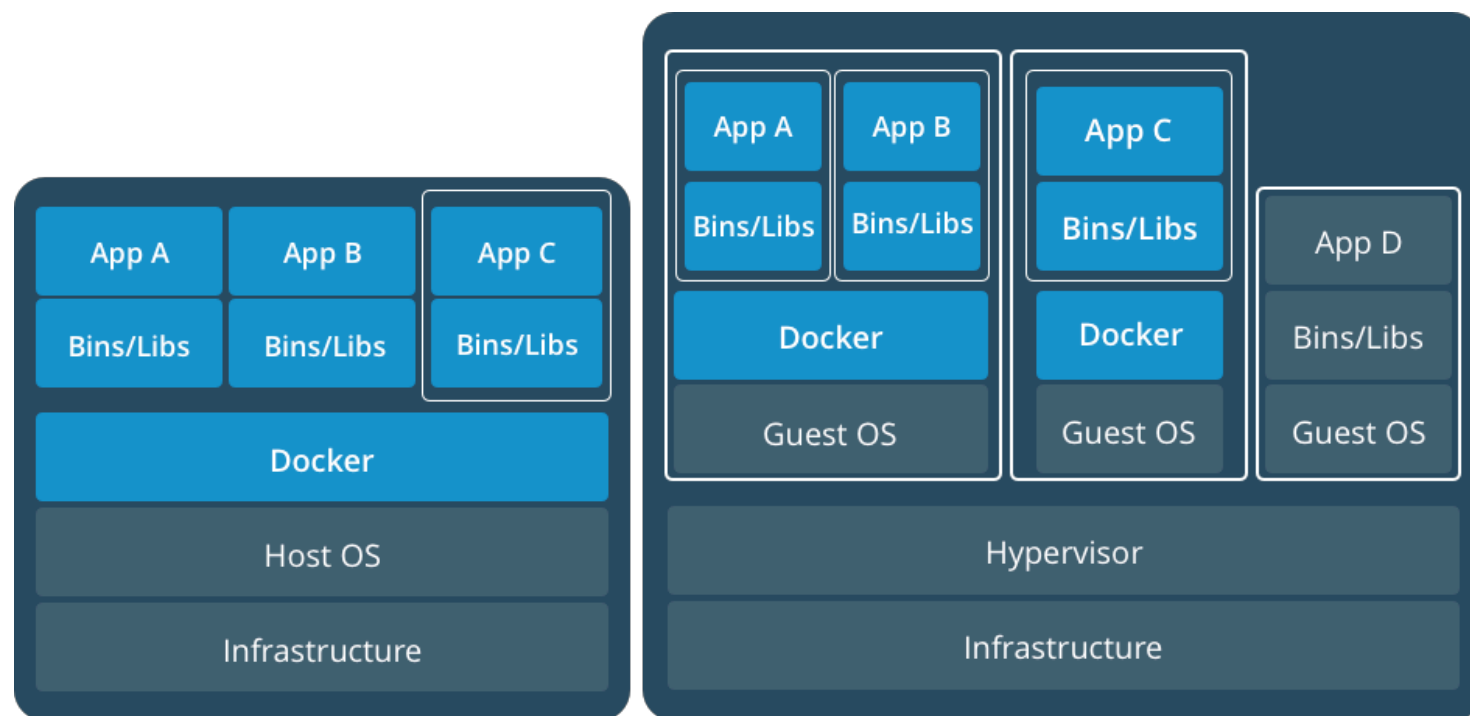 App A
App B
App C
Bins/Libs
Bins/Libs
Bins/Libs
Docker
Host OS
Infrastructure
App A
App B
App C
Bins/Libs
Bins/Libs
Bins/Libs
App D
Docker
Docker
Bins/Libs
Guest OS
Guest OS
Guest OS
Hypervisor
Infrastructure